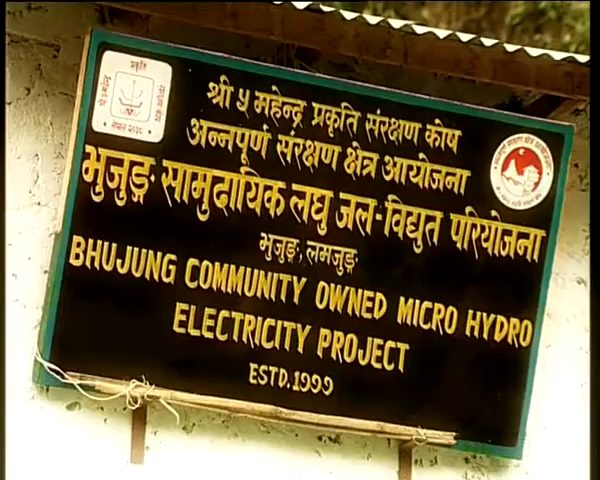 श्री ५ महेन्द्र प्रकृति संरक्षण कोष
अन्नपूर्ण संरक्षण क्षेत्र आयोजना
भुजुङ्ग सामुदायिक लघु जल-विद्युत परियोजना
भुजुङ्ग, लमजुङ्ग
BHUJUNG COMMUNITY OWNED MICRO HYDRO
ELECTRICITY PROJECT
ESTD.1999